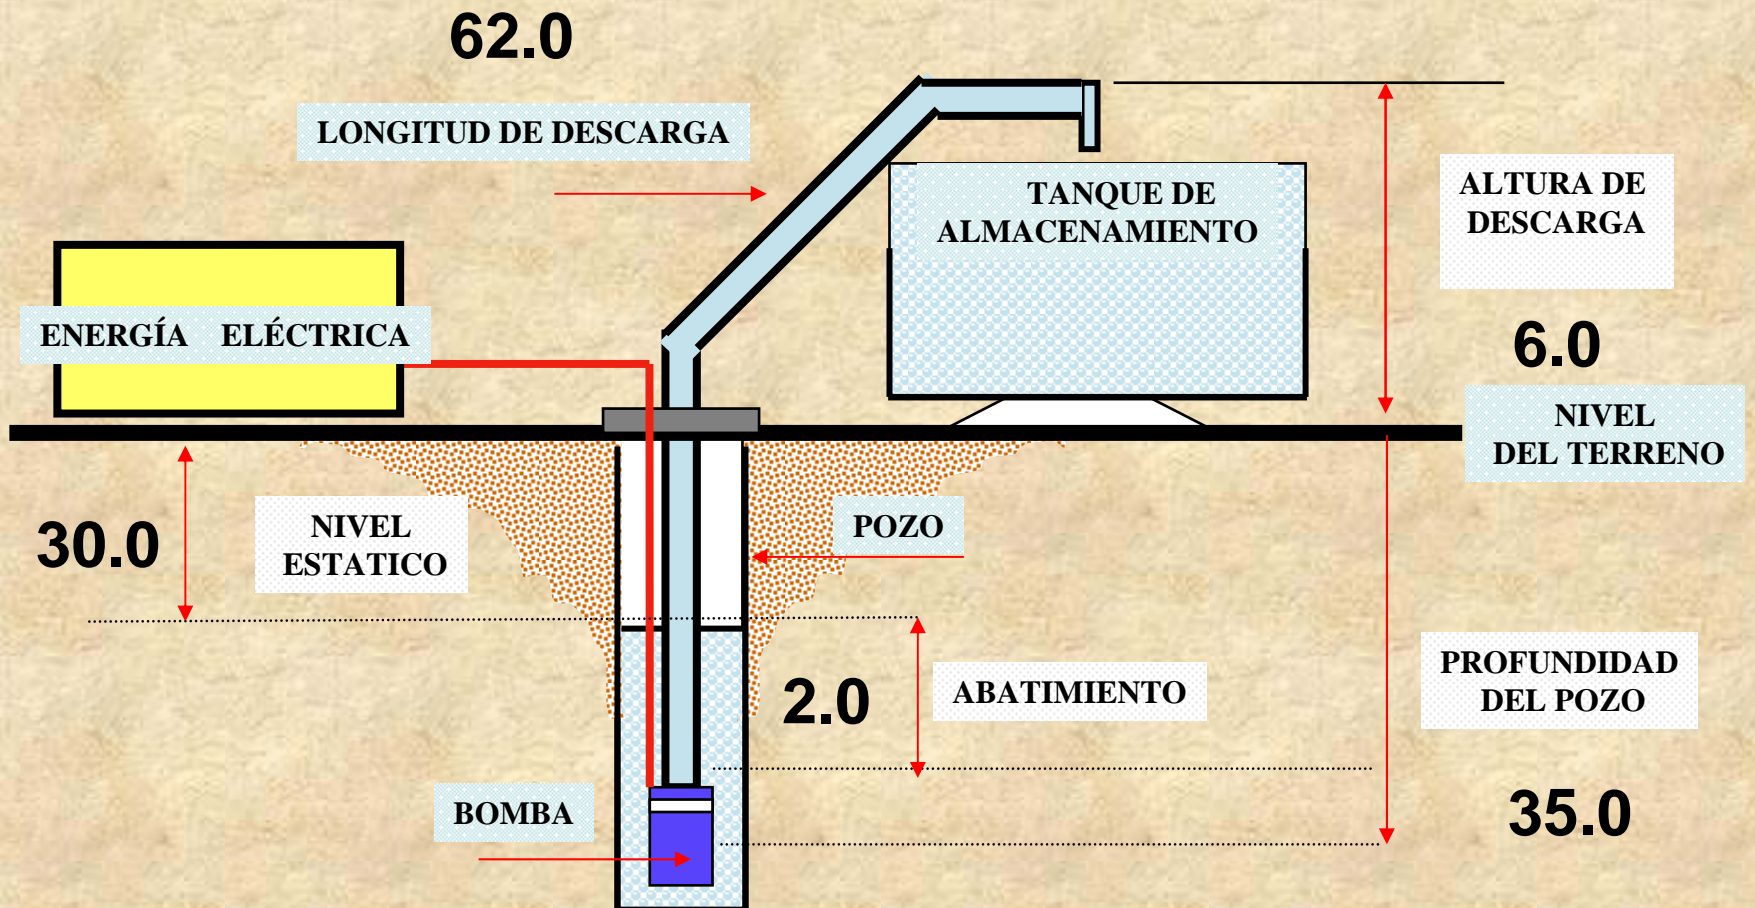 62.0
LONGITUD DE DESCARGA
TANQUE DE
ALMACENAMIENTO
ALTURA DE
DESCARGA
ENERGÍA ELÉCTRICA
6.0
NIVEL
DEL TERRENO
30.0
NIVEL
ESTATICO
POZO
2.0
ABATIMIENTO
PROFUNDIDAD
DEL POZO
BOMBA
35.0